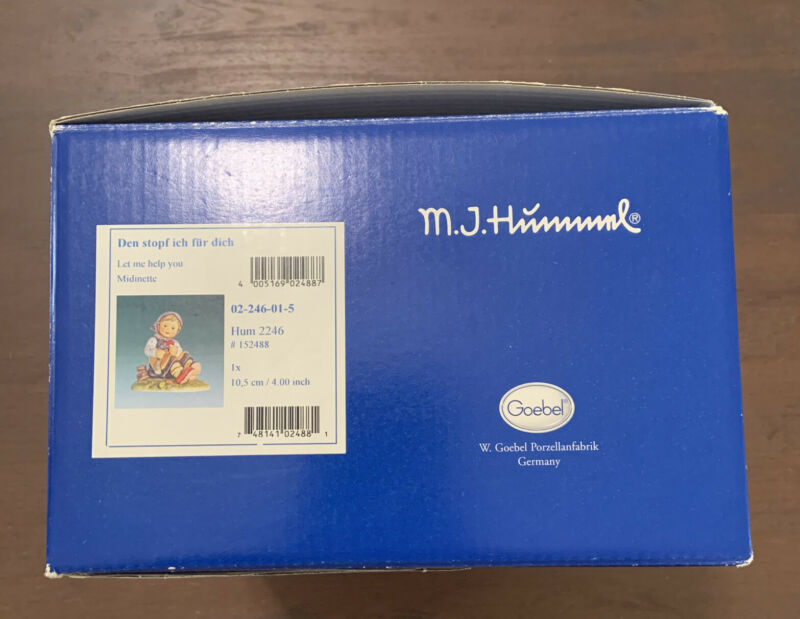 M.J.Hummel®
Den stopf ich für dich
Let me help you
Midinette
4 005169 024887
02-246-01-5
Hum 2246
# 152488
1x
10,5 cm / 4.00 inch
7 48141 02488 1
Goebel®
W. Goebel Porzellanfabrik
Germany